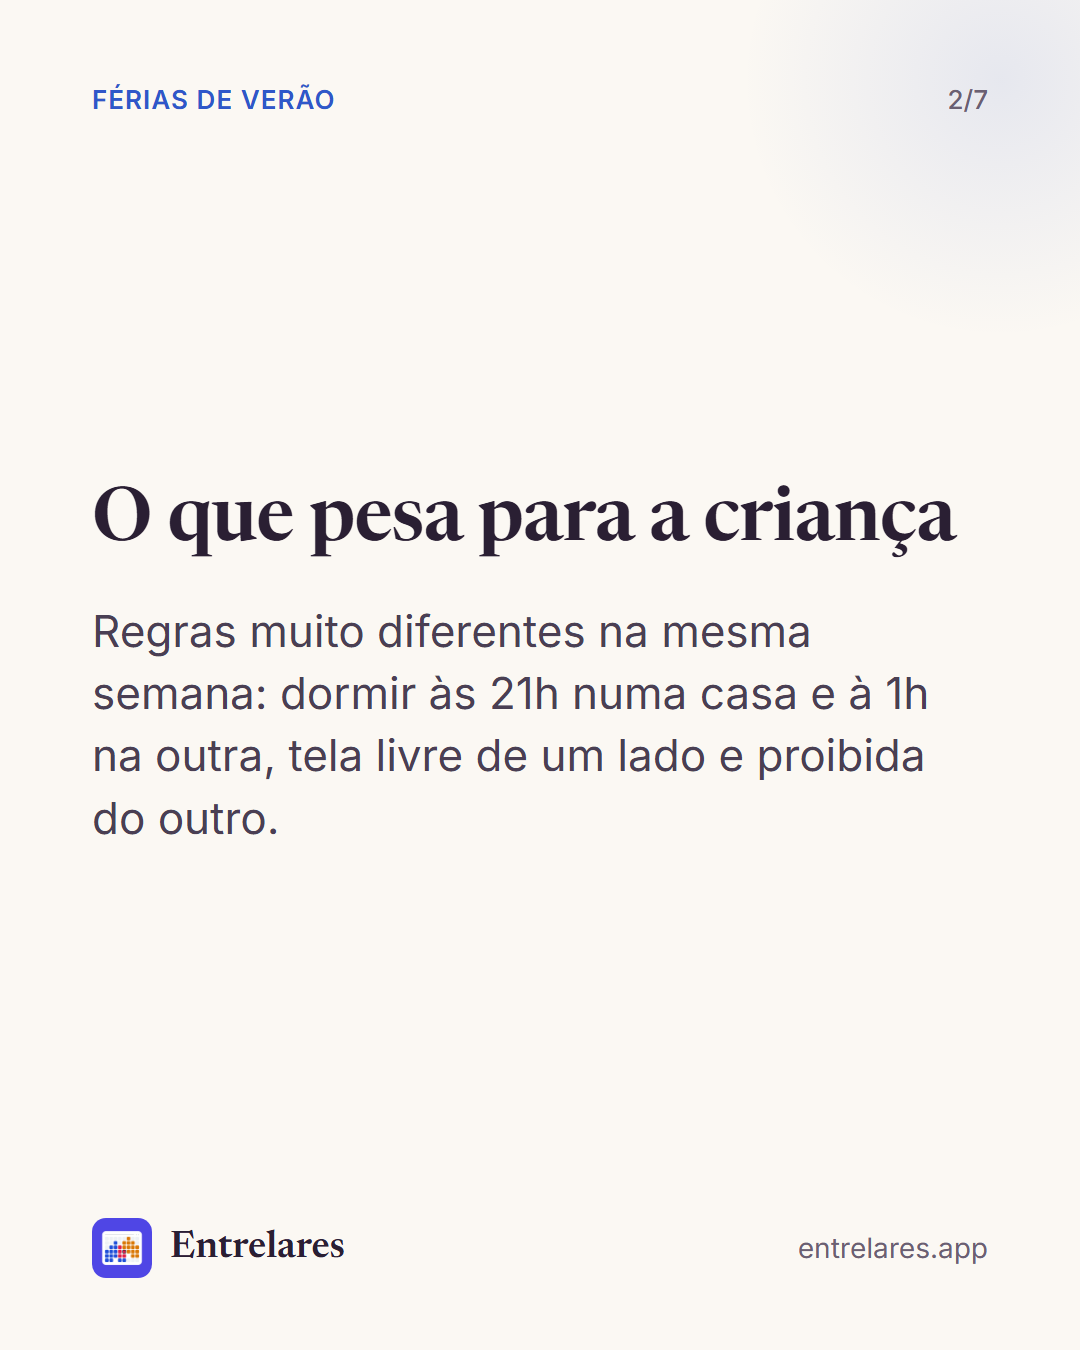 FÉRIAS DE VERÃO
2/7
O que pesa para a criança
Regras muito diferentes na mesma
semana: dormir às 21h numa casa e à 1h
na outra, tela livre de um lado e proibida
do outro.
Entrelares
entrelares.app